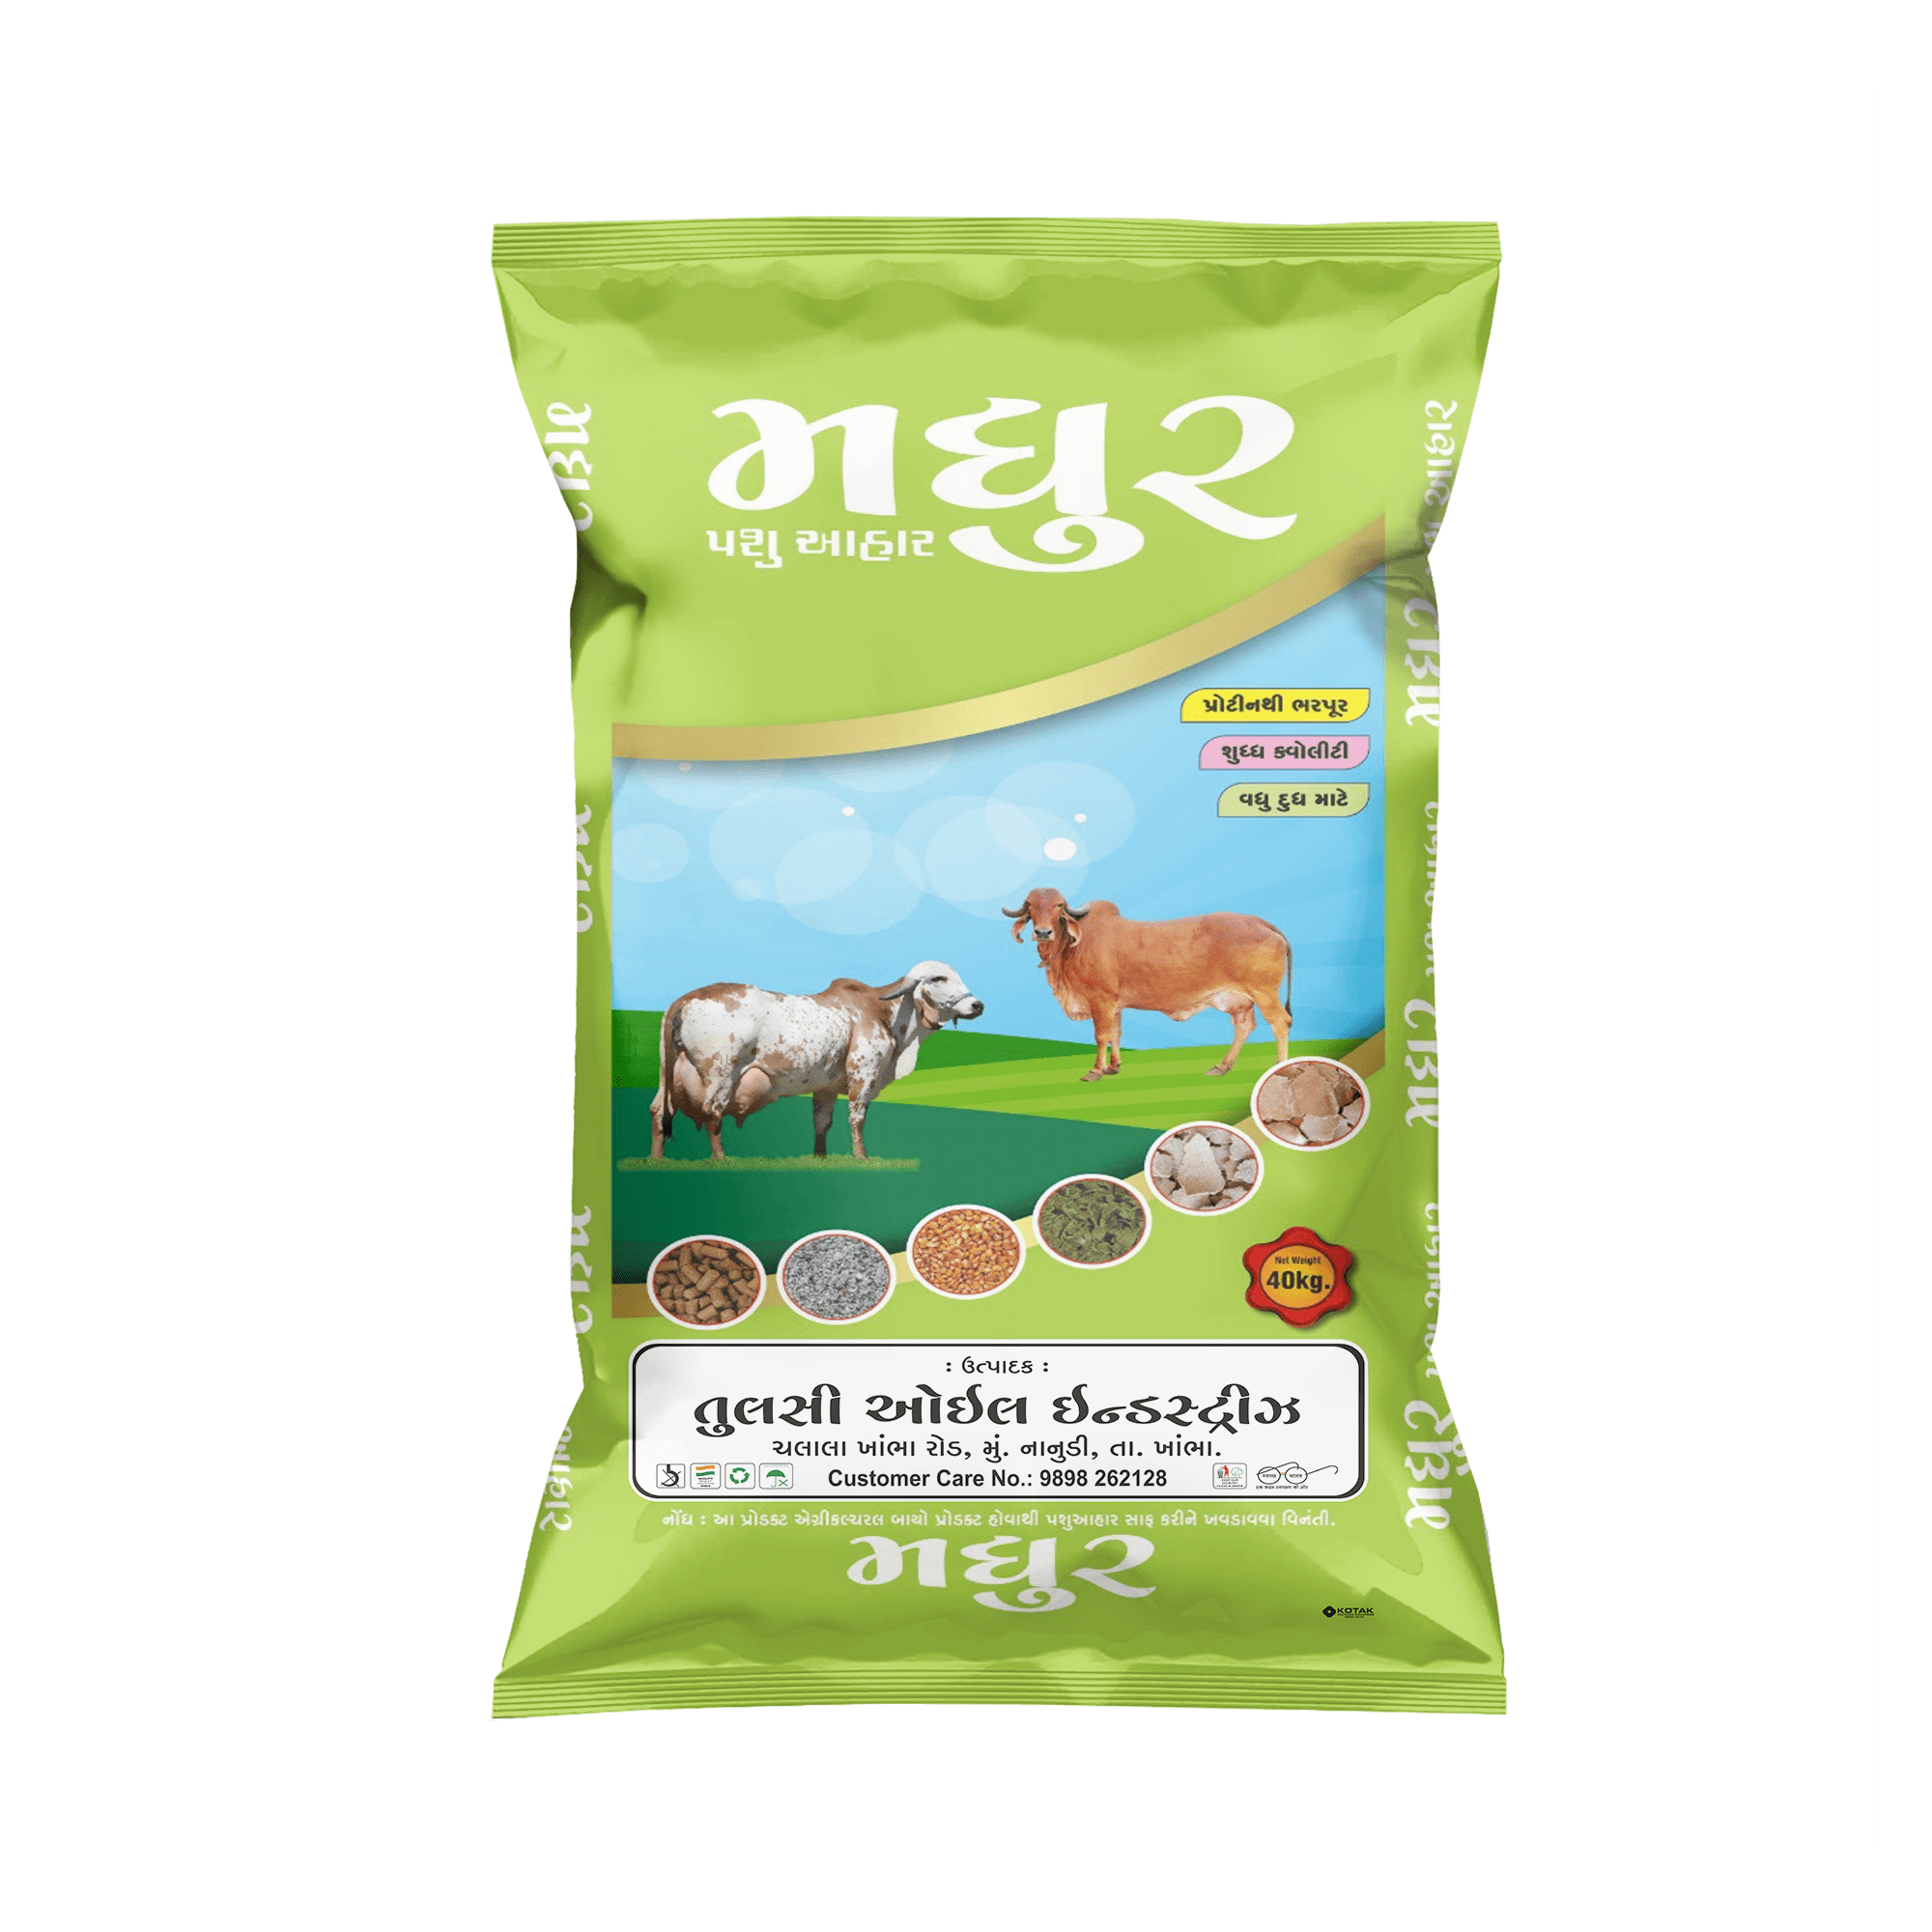 મધુર
પશુ આહાર
પ્રોટીનથી ભરપૂર
શુધ્ધ ક્વોલીટી
વધુ દુધ માટે
Net Weight
40kg.
: ઉત્પાદક :
તુલસી ઓઈલ ઈન્ડસ્ટ્રીઝ
ચલાલા ખાંભા રોડ, મું. નાનુડી, તા. ખાંભા.
Customer Care No.: 9898 262128
નોંધ : આ પ્રોડક્ટ એગ્રીકલ્ચરલ બાયો પ્રોડક્ટ હોવાથી પશુઆહાર સાફ કરીને ખવડાવવા વિનંતી.
મધુર
KOTAK